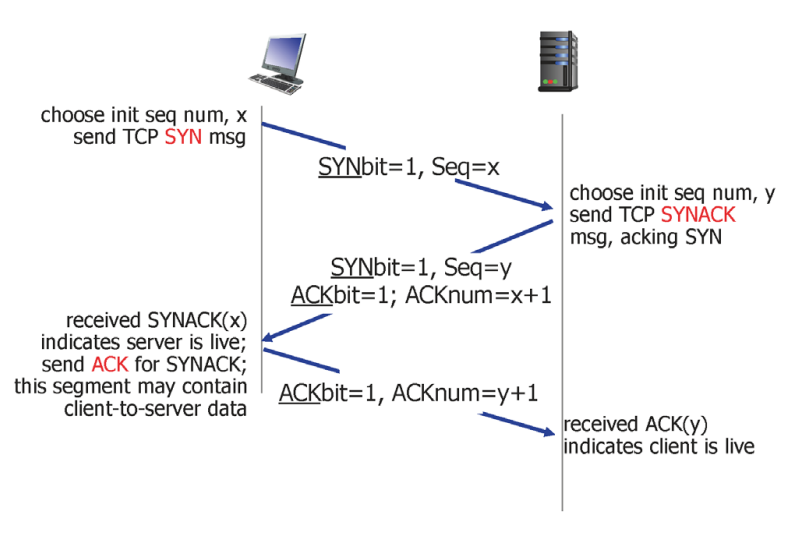 choose init seq num, x
send TCP SYN msg
SYNbit=1, Seq=x
choose init seq num, y
send TCP SYNACK
msg, acking SYN
SYNbit=1, Seq=y
ACKbit=1; ACKnum=x+1
received SYNACK(x)
indicates server is live;
send ACK for SYNACK;
this segment may contain
client-to-server data
ACKbit=1, ACKnum=y+1
received ACK(y)
indicates client is live